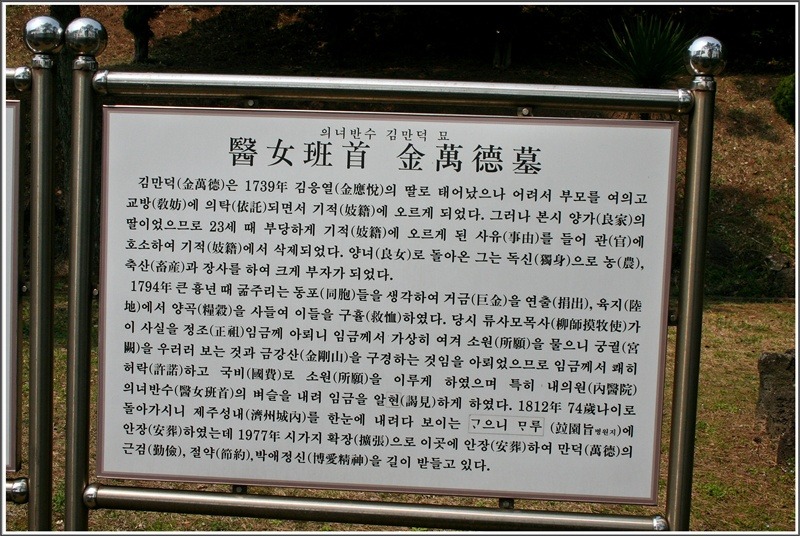 의녀반수 김만덕 묘
醫女班首 金萬德墓
김만덕(金萬德)은 1739年 김응열(金應悅)의 딸로 태어났으나 어려서 부모를 여의고
교방(敎妨)에 의탁(依託)되면서 기적(妓籍)에 오르게 되었다. 그러나 본시 양가(良家)의
딸이었으므로 23세 때 부당하게 기적(妓籍)에 오르게 된 사유(事由)를 들어 관(官)에
호소하여 기적(妓籍)에서 삭제되었다. 양녀(良女)로 돌아온 그는 독신(獨身)으로 농(農),
축산(畜産)과 장사를 하여 크게 부자가 되었다.
1794年 큰 흉년 때 굶주리는 동포(同胞)들을 생각하여 거금(巨金)을 연출(捐出), 육지(陸
地)에서 양곡(糧穀)을 사들여 이들을 구휼(救恤)하였다. 당시 류사모목사(柳師摸牧使)가
이 사실을 정조(正祖)임금께 아뢰니 임금께서 가상히 여겨 소원(所願)을 물으니 궁궐(宮
闕)을 우러러 보는 것과 금강산(金剛山)을 구경하는 것임을 아뢰었으므로 임금께서 쾌히
허락(許諾)하고 국비(國費)로 소원(所願)을 이루게 하였으며 특히 내의원(內醫院)
의녀반수(醫女班首)의 벼슬을 내려 임금을 알현(謁見)하게 하였다. 1812年 74歲나이로
돌아가시니 제주성내(濟州城內)를 한눈에 내려다 보이는 고으니 모루 (竝園旨병원지)에
안장(安葬)하였는데 1977年 시가지 확장(擴張)으로 이곳에 안장(安葬)하여 만덕(萬德)의
근검(勤儉), 절약(節約),박애정신(博愛精神)을 길이 받들고 있다.